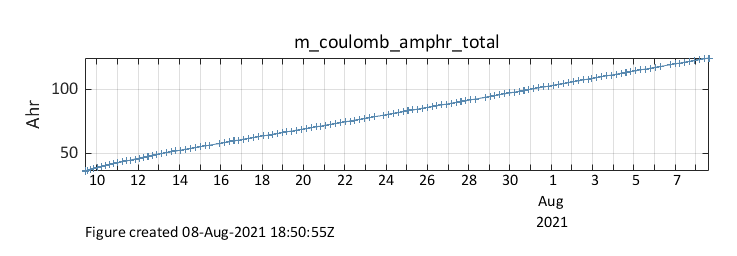 m_coulomb_amphr_total
Ahr
100
50
10 12 14 16 18 20 22 24 26 28 30 1 3 5 7
Aug
2021
Figure created 08-Aug-2021 18:50:55Z